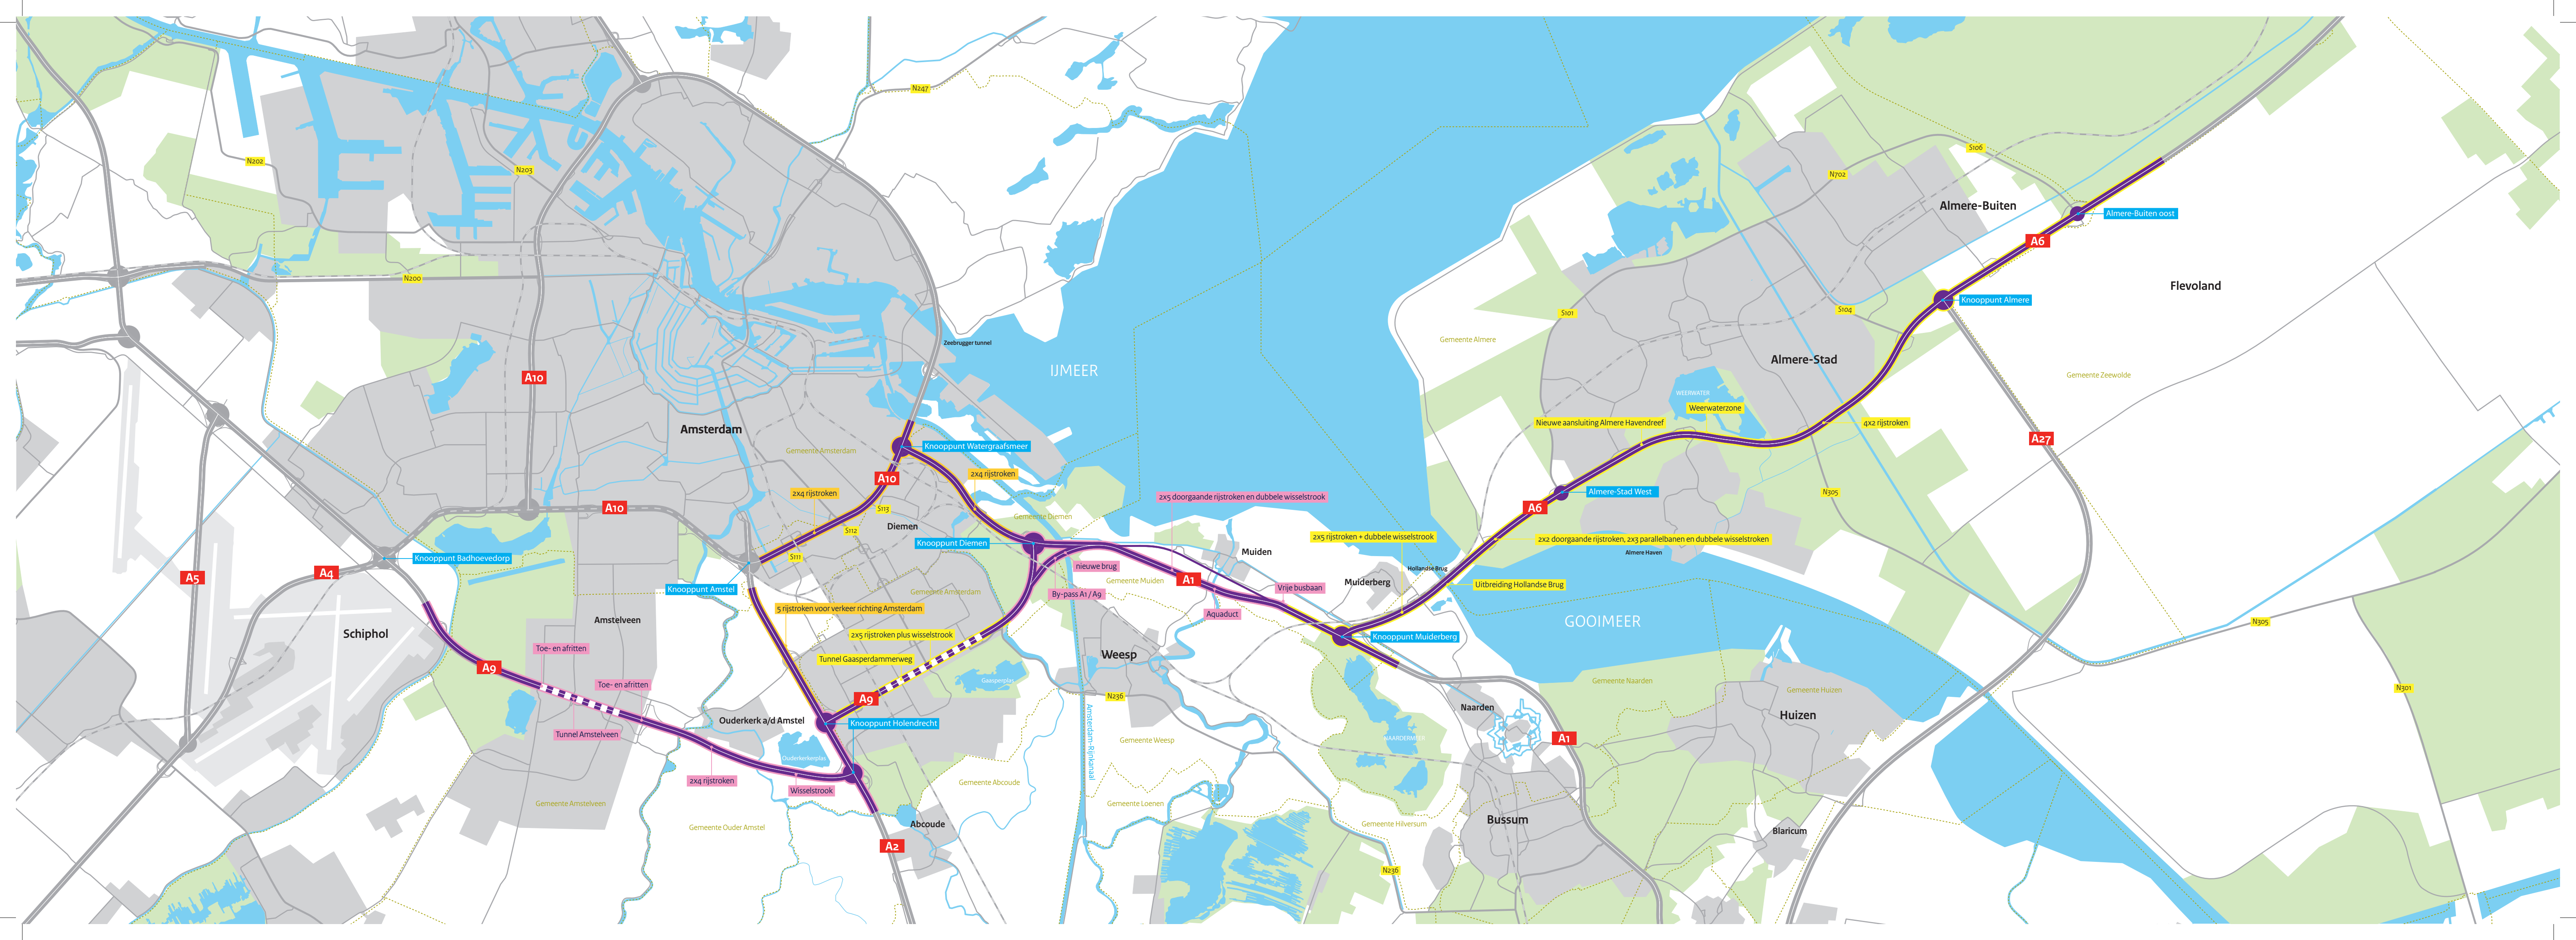 N247
N202
N203
N200
S106
N702
Almere-Buiten
Almere-Buiten oost
A6
Flevoland
Knooppunt Almere
S101
S104
Zeebrugger tunnel
Gemeente Almere
IJMEER
Almere-Stad
Gemeente Zeewolde
A10
WEERWATER
Weerwaterzone
Nieuwe aansluiting Almere Havendreef
4x2 rijstroken
Amsterdam
Gemeente Amsterdam
Knooppunt Watergraafsmeer
A27
A10
2x4 rijstroken
2x4 rijstroken
2x5 doorgaande rijstroken en dubbele wisselstrook
Almere-Stad West
N305
A10
S113
A6
Gemeente Diemen
Diemen
S112
Knooppunt Diemen
2x5 rijstroken + dubbele wisselstrook
2x2 doorgaande rijstroken, 2x3 parallelbanen en dubbele wisselstroken
Muiden
Almere Haven
S111
Knooppunt Badhoevedorp
nieuwe brug
Hollandse Brug
A4
A5
Gemeente Muiden
A1
Muiderberg
Uitbreiding Hollandse Brug
Knooppunt Amstel
Gemeente Amsterdam
By-pass A1 / A9
Vrije busbaan
5 rijstroken voor verkeer richting Amsterdam
Aquaduct
Amstelveen
GOOIMEER
N305
Schiphol
2x5 rijstroken plus wisselstrook
Knooppunt Muiderberg
Toe- en afritten
Tunnel Gaasperdammerweg
Weesp
A9
Toe- en afritten
Gaasperplas
Gemeente Naarden
Gemeente Huizen
N301
A9
N236
Naarden
Ouderkerk a/d Amstel
Knooppunt Holendrecht
Huizen
Tunnel Amstelveen
Amsterdam-Rijnkanaal
Gemeente Weesp
NAARDERMEER
A1
Ouderkerkerplas
2x4 rijstroken
Wisselstrook
Gemeente Abcoude
Gemeente Amstelveen
Gemeente Loenen
Gemeente Ouder Amstel
Abcoude
Gemeente Hilversum
Bussum
Blaricum
A2
N236